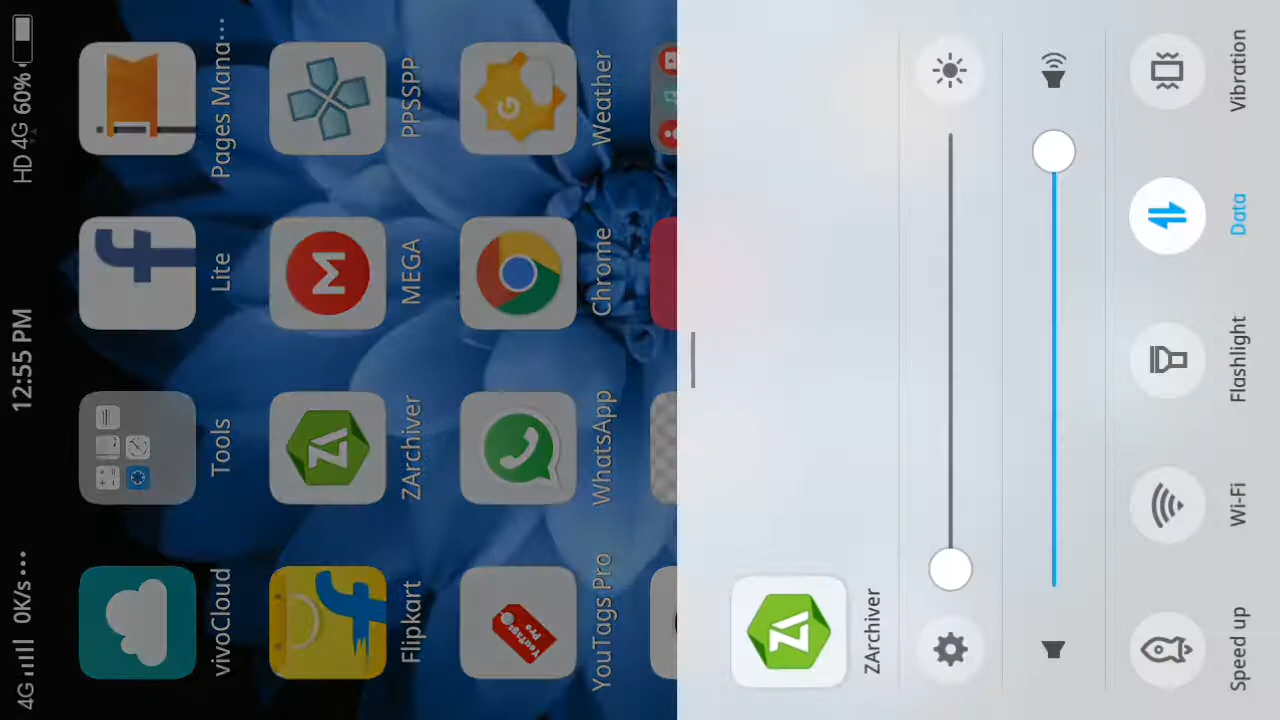 4G 0K/s ... 12:55 PM HD 4G 60%
vivoCloud Tools Lite Pages Mana...
Flipkart ZArchiver MEGA PPSSPP
YouTags Pro WhatsApp Chrome Weather
ZArchiver
Speed up Wi-Fi Flashlight Data Vibration